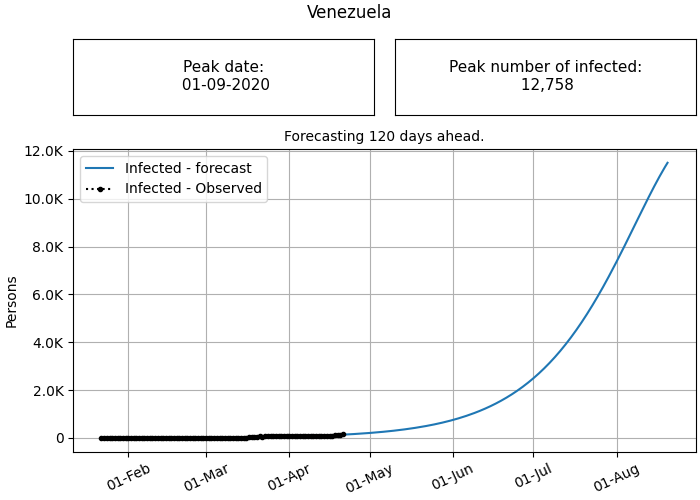 Venezuela
Peak date:
01-09-2020
Peak number of infected:
12,758
Forecasting 120 days ahead.
Infected - forecast
Infected - Observed
Persons
12.0K
10.0K
8.0K
6.0K
4.0K
2.0K
0
01-Feb
01-Mar
01-Apr
01-May
01-Jun
01-Jul
01-Aug